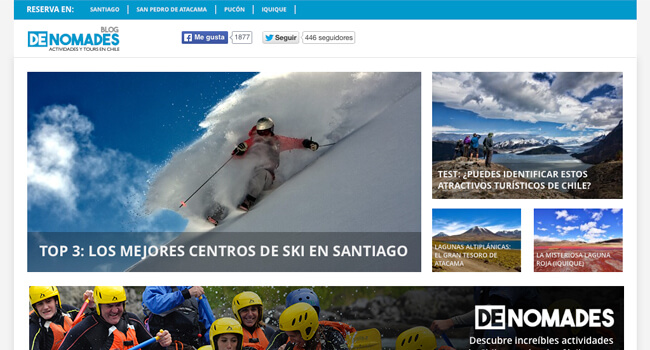 RESERVA EN: SANTIAGO SAN PEDRO DE ATACAMA PUCÓN IQUIQUE
BLOG
DENOMADES
ACTIVIDADES Y TOURS EN CHILE
Me gusta 1877 Seguir 446 seguidores
TOP 3: LOS MEJORES CENTROS DE SKI EN SANTIAGO
TEST: ¿PUEDES IDENTIFICAR ESTOS
ATRACTIVOS TURÍSTICOS DE CHILE?
LAGUNAS ALTIPLÁNICAS:
EL GRAN TESORO DE
ATACAMA
LA MISTERIOSA LAGUNA
ROJA (IQUIQUE)
DENOMADES
Descubre increíbles actividades